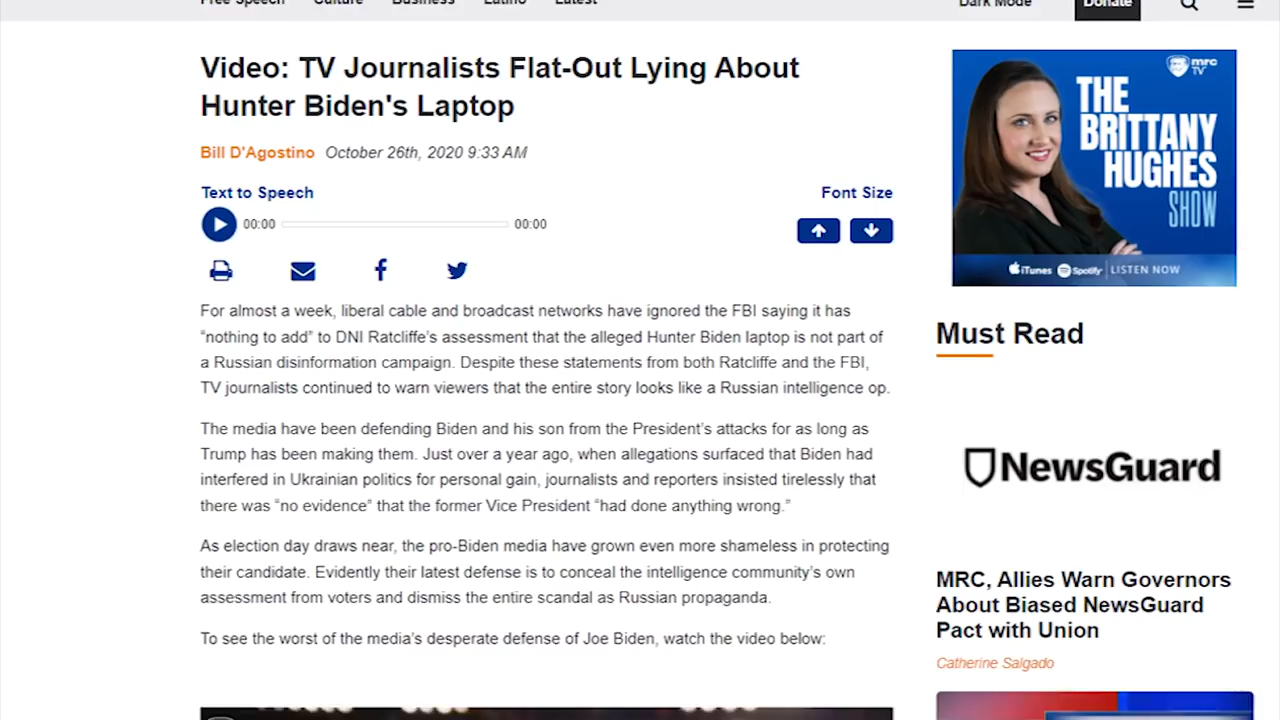 Free Speech Culture Business Latino Latest Dark Mode Donate
Video: TV Journalists Flat-Out Lying About
Hunter Biden's Laptop
Bill D'Agostino October 26th, 2020 9:33 AM
Text to Speech Font Size
00:00 00:00
For almost a week, liberal cable and broadcast networks have ignored the FBI saying it has
“nothing to add” to DNI Ratcliffe’s assessment that the alleged Hunter Biden laptop is not part of
a Russian disinformation campaign. Despite these statements from both Ratcliffe and the FBI,
TV journalists continued to warn viewers that the entire story looks like a Russian intelligence op.
The media have been defending Biden and his son from the President’s attacks for as long as
Trump has been making them. Just over a year ago, when allegations surfaced that Biden had
interfered in Ukrainian politics for personal gain, journalists and reporters insisted tirelessly that
there was “no evidence” that the former Vice President “had done anything wrong.”
As election day draws near, the pro-Biden media have grown even more shameless in protecting
their candidate. Evidently their latest defense is to conceal the intelligence community’s own
assessment from voters and dismiss the entire scandal as Russian propaganda.
To see the worst of the media’s desperate defense of Joe Biden, watch the video below:
mrc
TV
THE
BRITTANY
HUGHES
SHOW
iTunes Spotify LISTEN NOW
Must Read
NewsGuard
MRC, Allies Warn Governors
About Biased NewsGuard
Pact with Union
Catherine Salgado